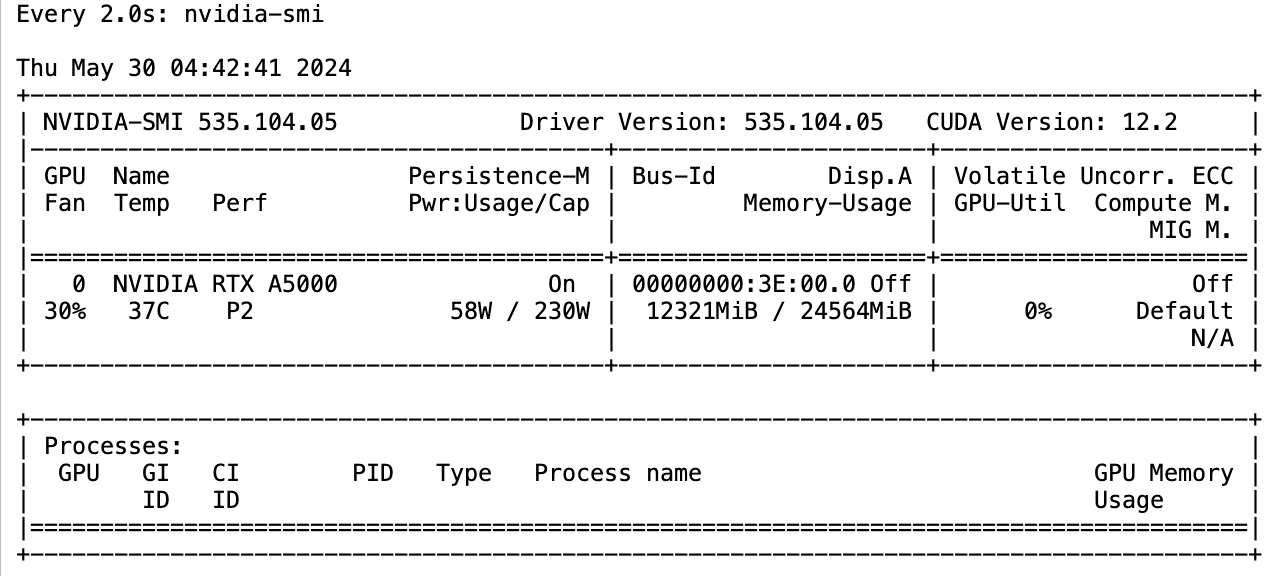 Every 2.0s: nvidia-smi

Thu May 30 04:42:41 2024
+---------------------------------------------------------------------------------------+
| NVIDIA-SMI 535.104.05             Driver Version: 535.104.05   CUDA Version: 12.2     |
|-----------------------------------------+----------------------+----------------------+
| GPU  Name                 Persistence-M | Bus-Id        Disp.A | Volatile Uncorr. ECC |
| Fan  Temp   Perf          Pwr:Usage/Cap |         Memory-Usage | GPU-Util  Compute M. |
|                                         |                      |               MIG M. |
|=========================================+======================+======================|
|   0  NVIDIA RTX A5000               On  | 00000000:3E:00.0 Off |                  Off |
| 30%   37C    P2              58W / 230W |  12321MiB / 24564MiB |      0%      Default |
|                                         |                      |                  N/A |
+-----------------------------------------+----------------------+----------------------+

+---------------------------------------------------------------------------------------+
| Processes:                                                                            |
|  GPU   GI   CI        PID   Type   Process name                            GPU Memory |
|        ID   ID                                                             Usage      |
|=======================================================================================|
+---------------------------------------------------------------------------------------+